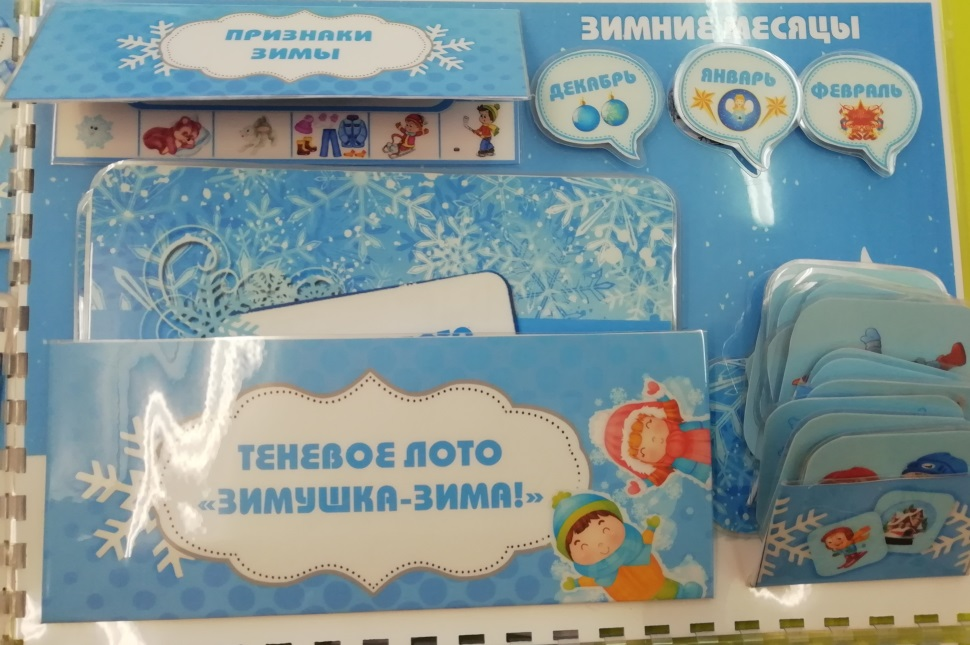 ПРИЗНАКИ
ЗИМЫ
ЗИМНИЕ МЕСЯЦЫ
ДЕКАБРЬ
ЯНВАРЬ
ФЕВРАЛЬ
ТЕНЕВОЕ ЛОТО
«ЗИМУШКА-ЗИМА!»